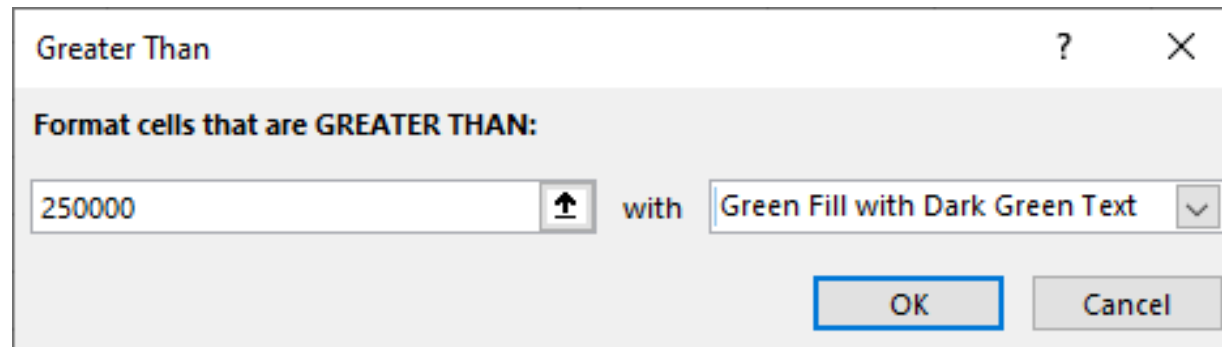 Greater Than ?
Format cells that are GREATER THAN:
250000 with Green Fill with Dark Green Text
OK Cancel